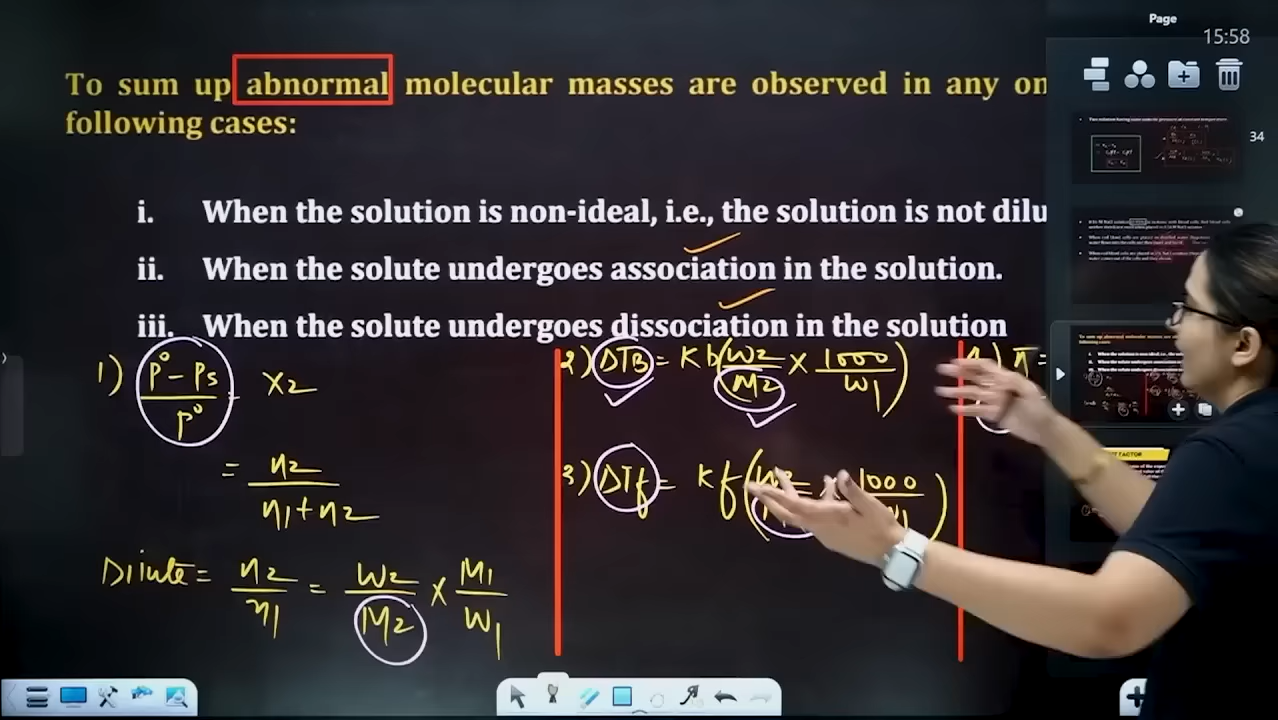 Page
15:58
34
To sum up abnormal molecular masses are observed in any on
following cases:
i. When the solution is non-ideal, i.e., the solution is not dilu
ii. When the solute undergoes association in the solution.
iii. When the solute undergoes dissociation in the solution
1) P° - Ps / P° = X2
= n2 / n1 + n2
Dilute = n2 / n1 = W2 / M2 × M1 / W1
2) DTB = Kb (W2 / M2 × 1000 / W1)
3) DTf = Kf (
1000